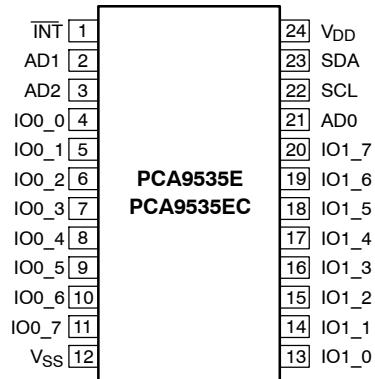 INT 1 24 VDD
AD1 2 23 SDA
AD2 3 22 SCL
IO0_0 4 21 AD0
IO0_1 5 20 IO1_7
IO0_2 6 PCA9535E 19 IO1_6
IO0_3 7 PCA9535EC 18 IO1_5
IO0_4 8 17 IO1_4
IO0_5 9 16 IO1_3
IO0_6 10 15 IO1_2
IO0_7 11 14 IO1_1
VSS 12 13 IO1_0